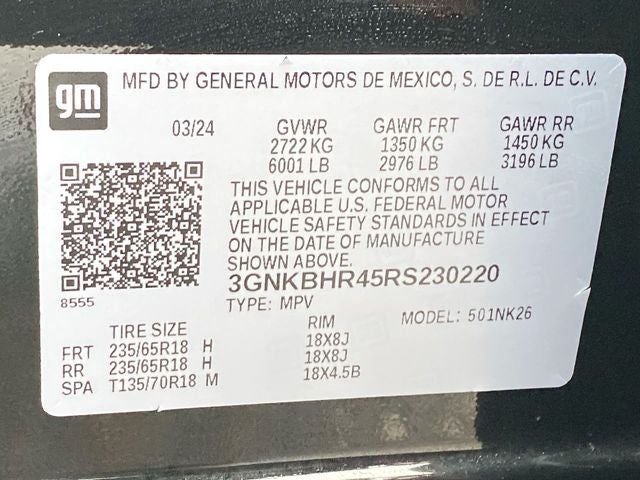 gm
MFD BY GENERAL MOTORS DE MEXICO, S. DE R.L. DE C.V.
03/24 GVWR GAWR FRT GAWR RR
2722 KG 1350 KG 1450 KG
6001 LB 2976 LB 3196 LB
THIS VEHICLE CONFORMS TO ALL
APPLICABLE U.S. FEDERAL MOTOR
VEHICLE SAFETY STANDARDS IN EFFECT
ON THE DATE OF MANUFACTURE
SHOWN ABOVE.
3GNKBHR45RS230220
8555
TYPE: MPV MODEL: 501NK26
TIRE SIZE RIM
FRT 235/65R18 H 18X8J
RR 235/65R18 H 18X8J
SPA T135/70R18 M 18X4.5B